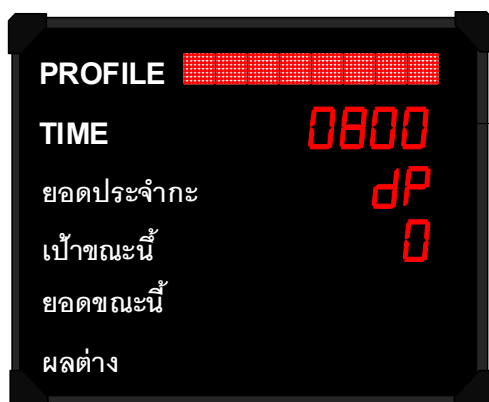 PROFILE
TIME 0800
ยอดประจำกะ dP
เป้าขณะนี้ 0
ยอดขณะนี้
ผลต่าง